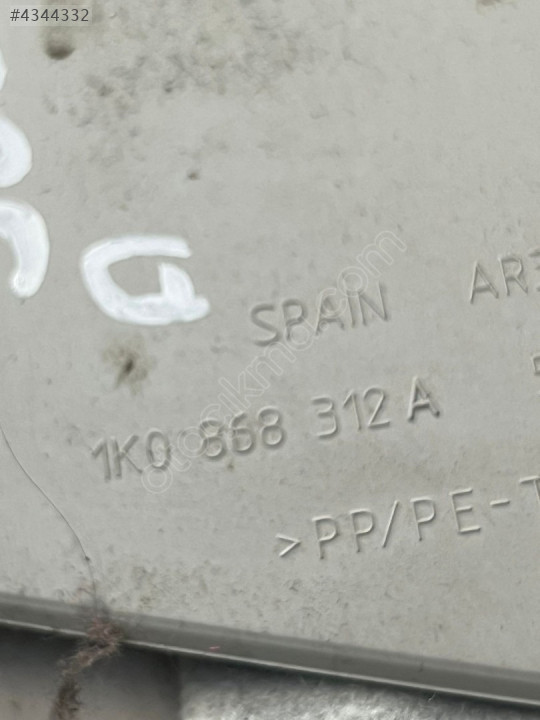 #4344332
SPAIN
1K0 868 312 A
>PP/PE-T